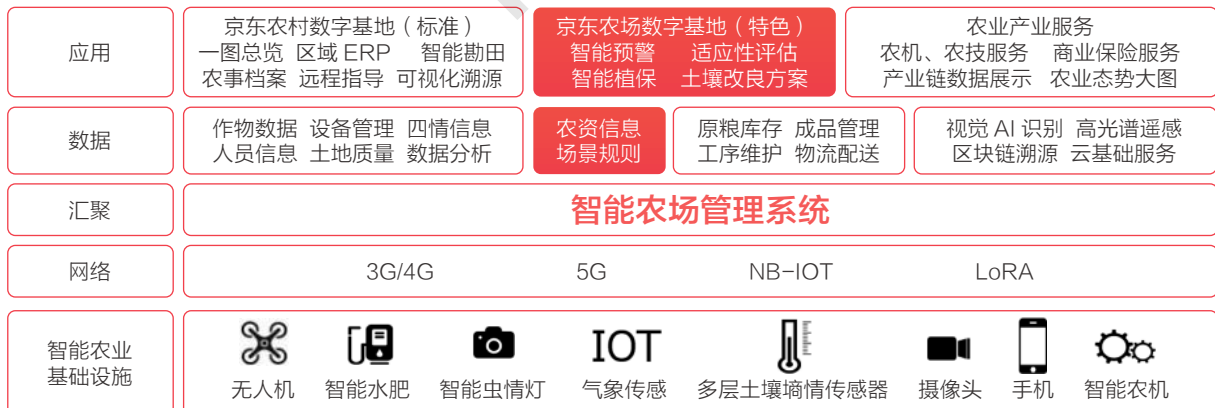 应用
京东农村数字基地（标准）
一图总览 区域 ERP 智能勘田
农事档案 远程指导 可视化溯源
京东农场数字基地（特色）
智能预警 适应性评估
智能植保 土壤改良方案
农业产业服务
农机、农技服务 商业保险服务
产业链数据展示 农业态势大图
数据
作物数据 设备管理 四情信息
人员信息 土地质量 数据分析
农资信息
场景规则
原粮库存 成品管理
工序维护 物流配送
视觉 AI 识别 高光谱遥感
区块链溯源 云基础服务
汇聚
智能农场管理系统
网络
3G/4G 5G NB-IOT LoRA
智能农业
基础设施
IOT
无人机 智能水肥 智能虫情灯 气象传感 多层土壤墒情传感器 摄像头 手机 智能农机